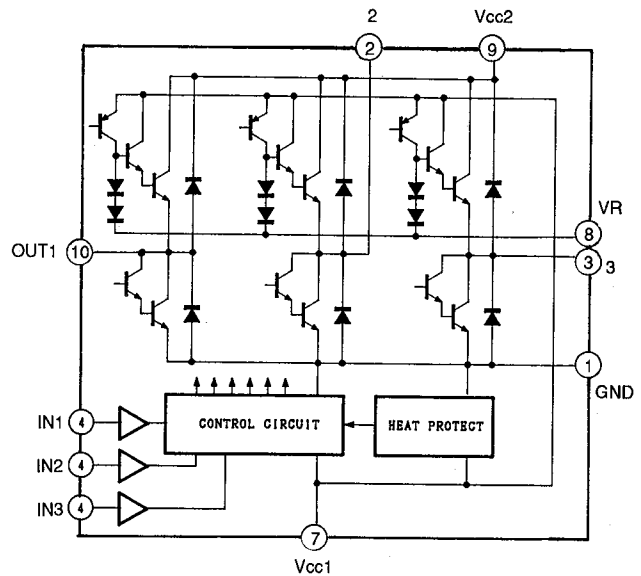 2
Vcc2
2
9
VR
8
OUT1
10
3
3
1
GND
CONTROL CIRCUIT
HEAT PROTECT
IN1
4
IN2
4
IN3
4
7
Vcc1